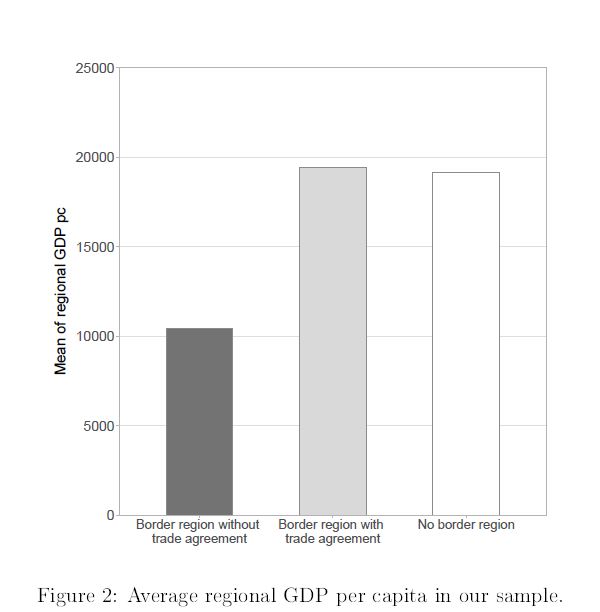 25000
20000
15000
10000
5000
0
Mean of regional GDP pc
Border region without
trade agreement
Border region with
trade agreement
No border region
Figure 2: Average regional GDP per capita in our sample.